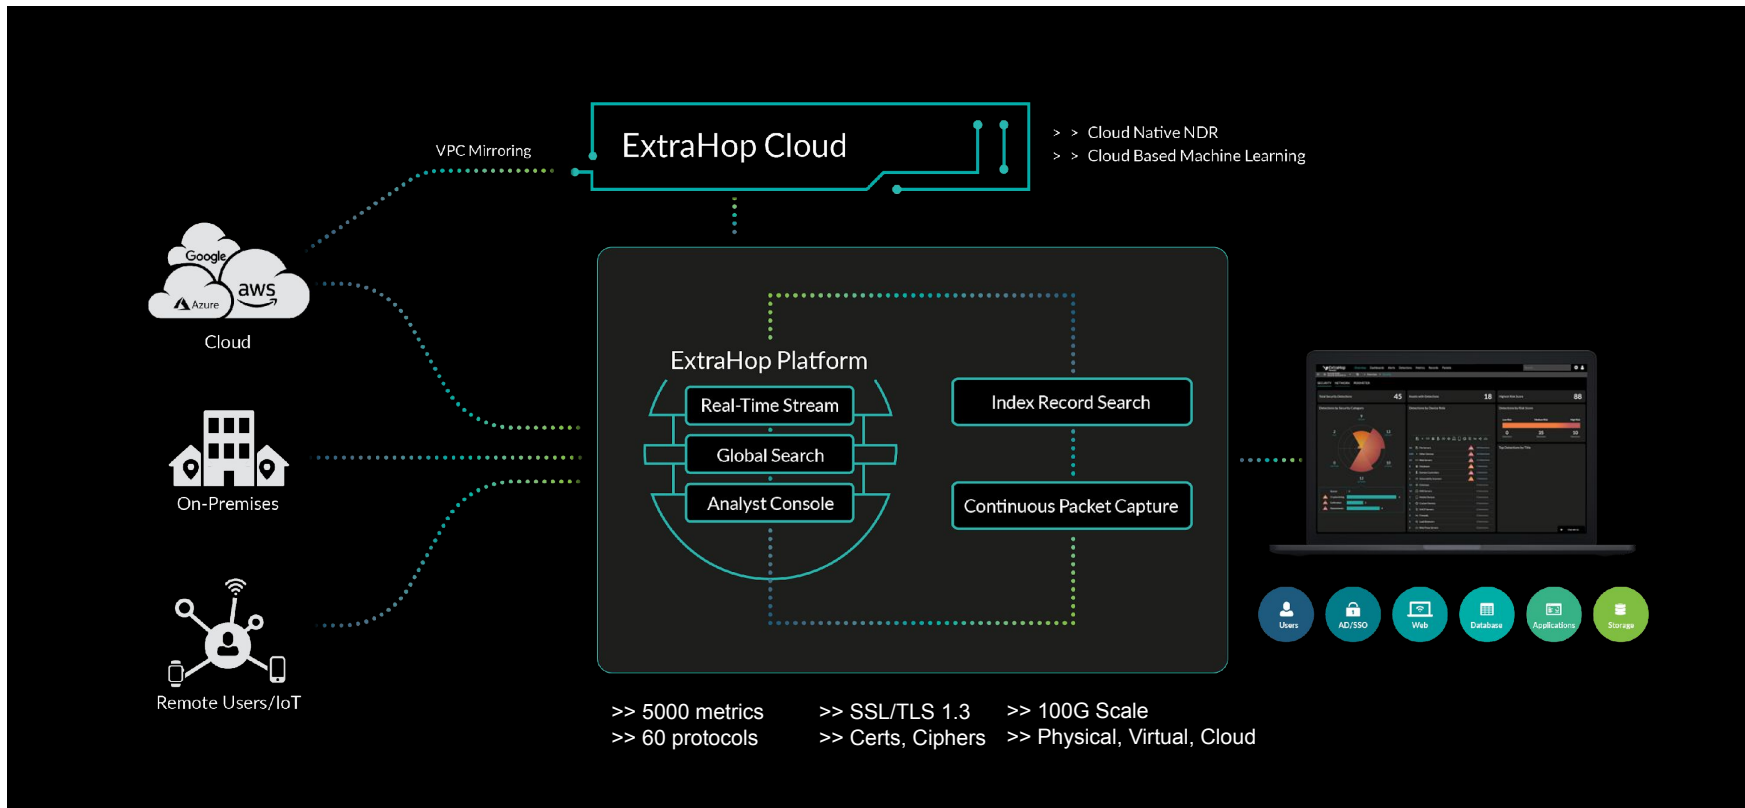 ExtraHop Cloud
> > Cloud Native NDR
> > Cloud Based Machine Learning
VPC Mirroring
Google
Azure
aws
Cloud
On-Premises
Remote Users/IoT
ExtraHop Platform
Real-Time Stream
Global Search
Analyst Console
Index Record Search
Continuous Packet Capture
45
18
88
Users
AD/SSO
Web
Database
Applications
Storage
>> 5000 metrics
>> 60 protocols
>> SSL/TLS 1.3
>> Certs, Ciphers
>> 100G Scale
>> Physical, Virtual, Cloud